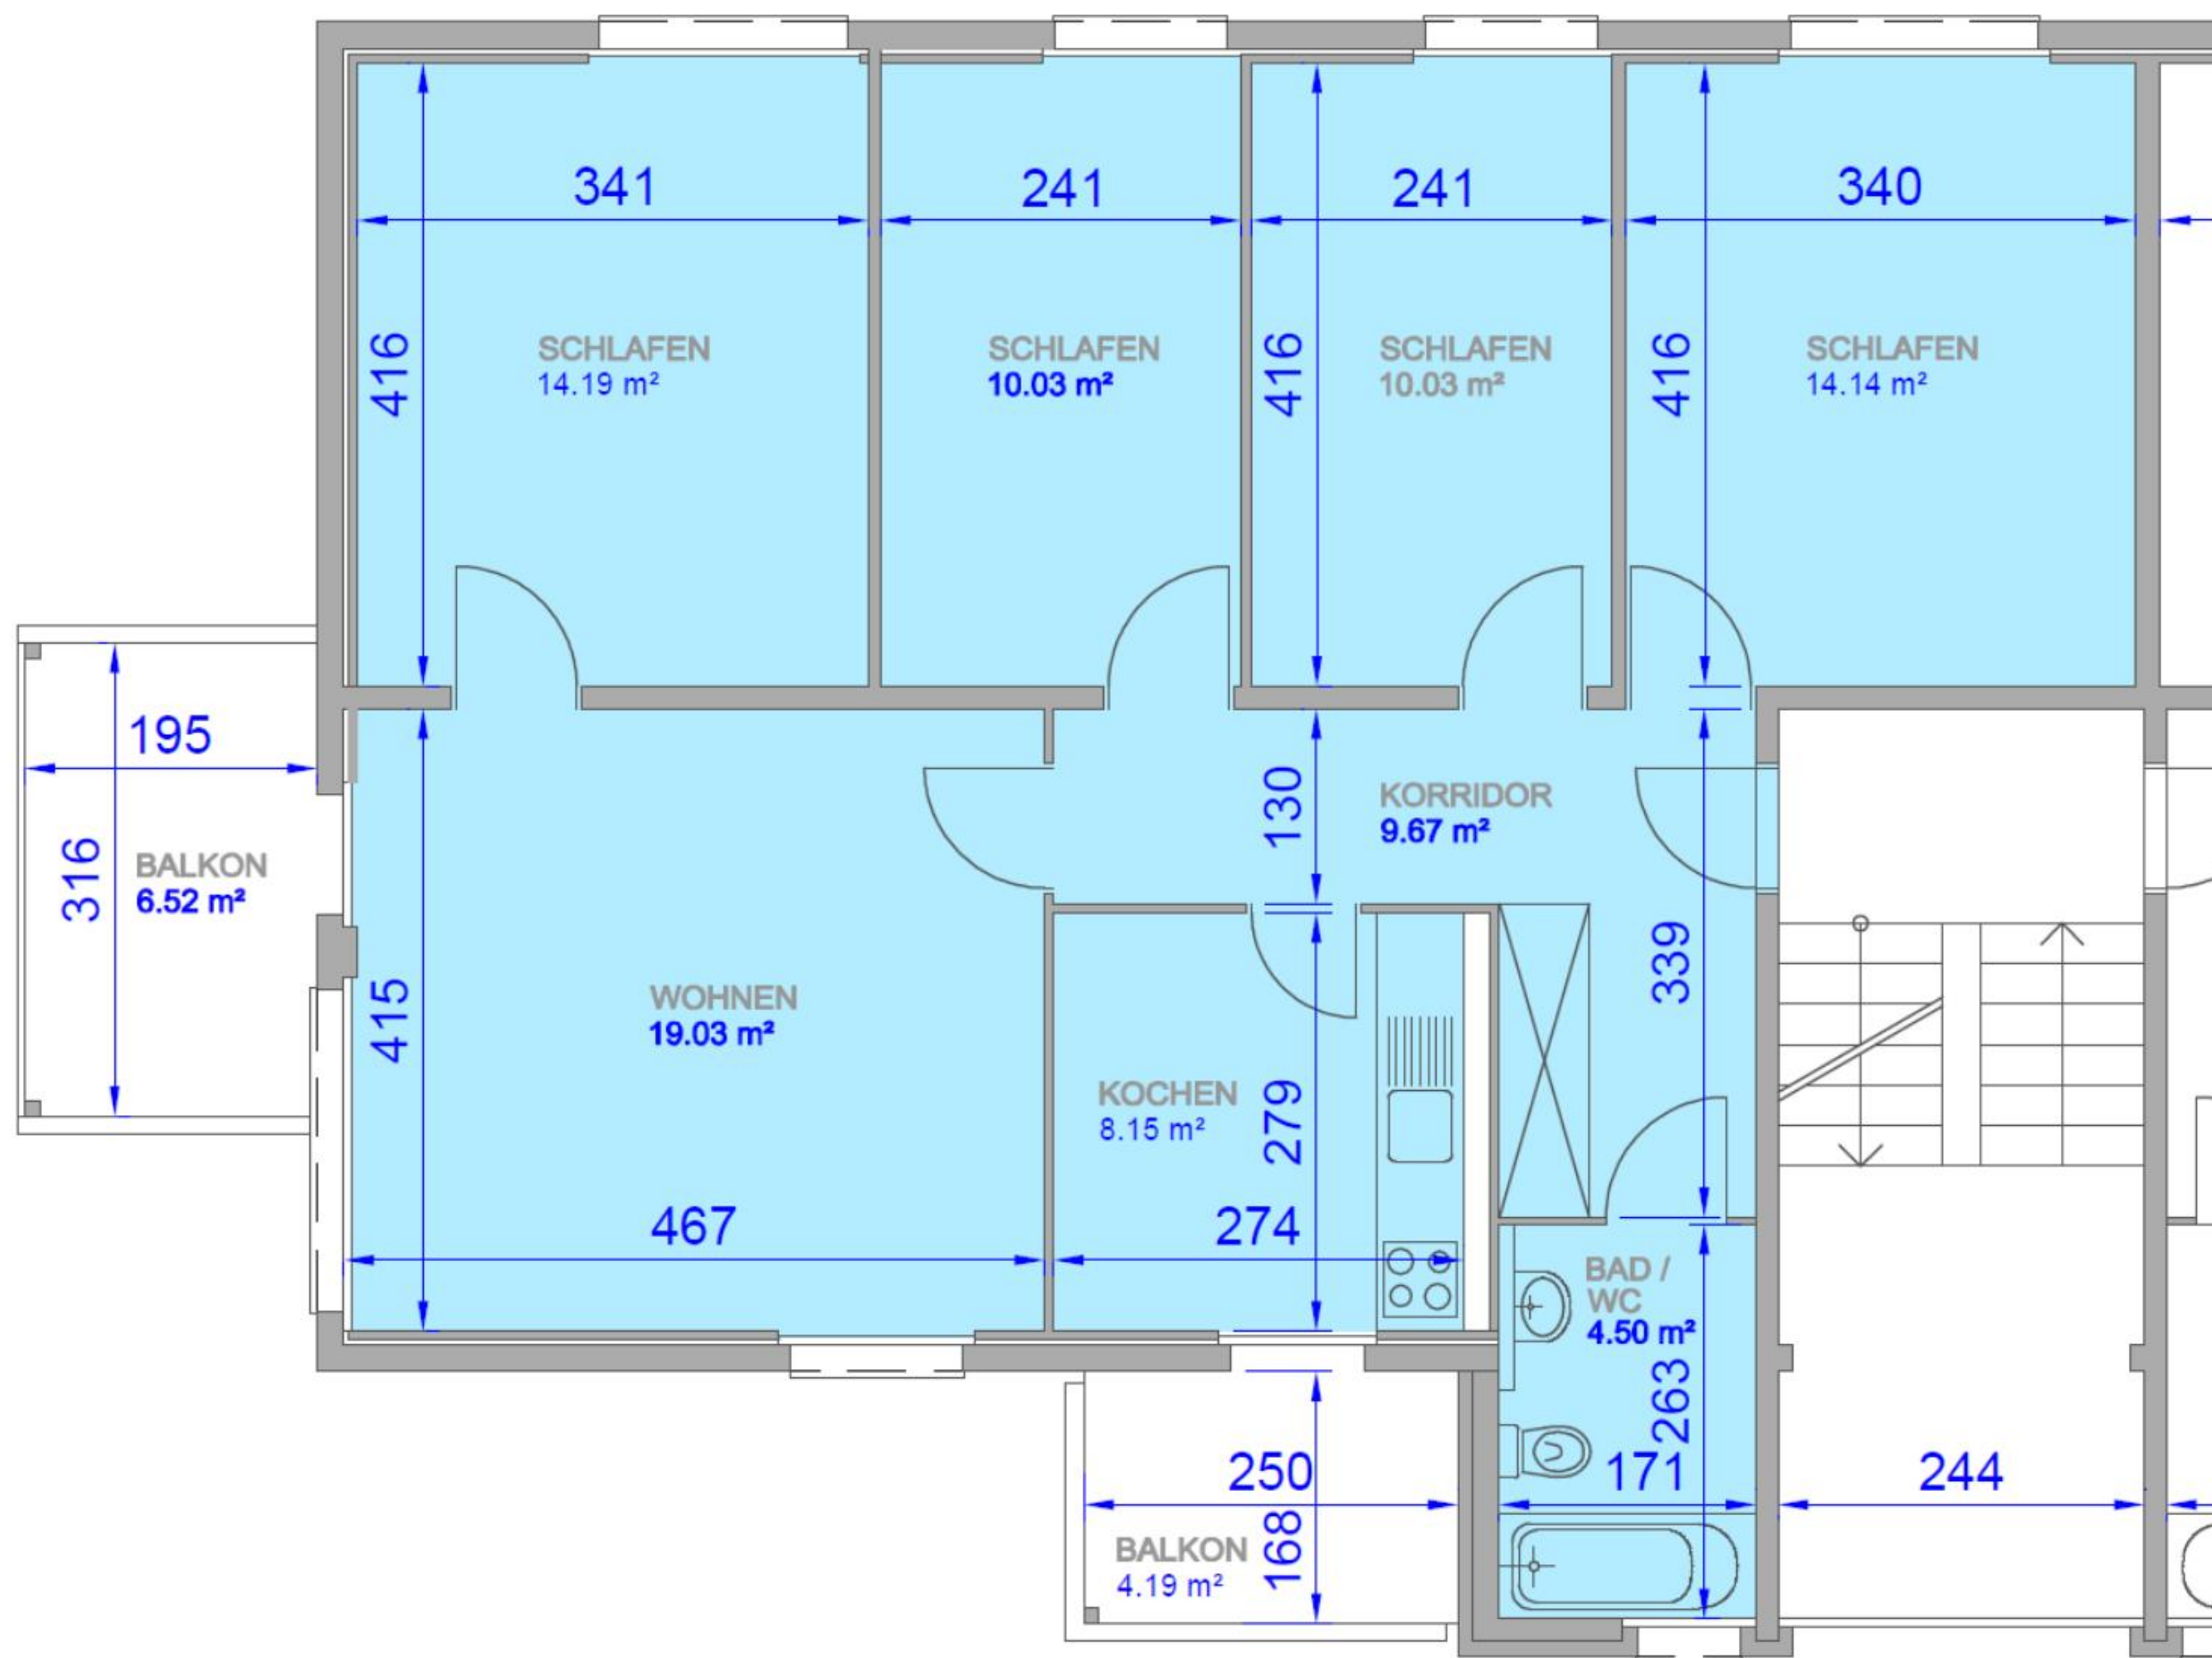 341
241
241
340
416
SCHLAFEN
14.19 m²
SCHLAFEN
10.03 m²
416
SCHLAFEN
10.03 m²
416
SCHLAFEN
14.14 m²
195
316
BALKON
6.52 m²
130
KORRIDOR
9.67 m²
415
WOHNEN
19.03 m²
339
KOCHEN
8.15 m²
279
467
274
BAD /
WC
4.50 m²
263
171
250
168
BALKON
4.19 m²
244